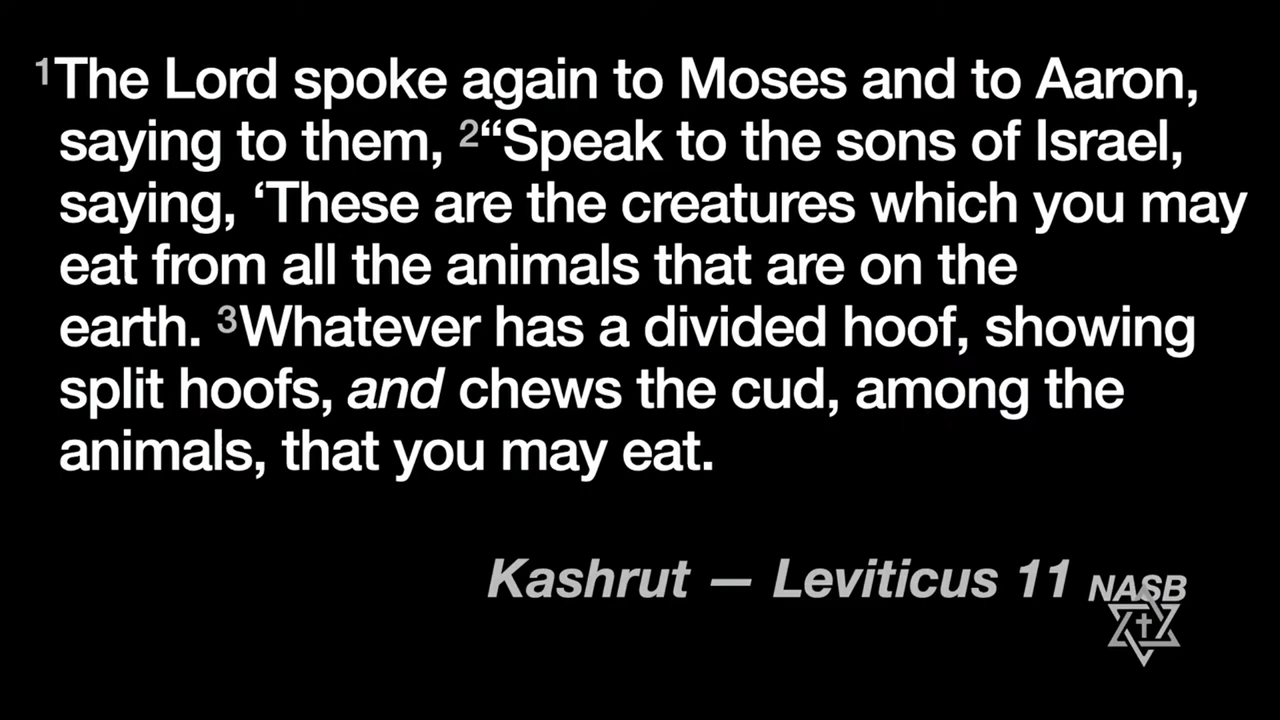 1The Lord spoke again to Moses and to Aaron,
saying to them, 2“Speak to the sons of Israel,
saying, ‘These are the creatures which you may
eat from all the animals that are on the
earth. 3Whatever has a divided hoof, showing
split hoofs, and chews the cud, among the
animals, that you may eat.
Kashrut — Leviticus 11 NASB